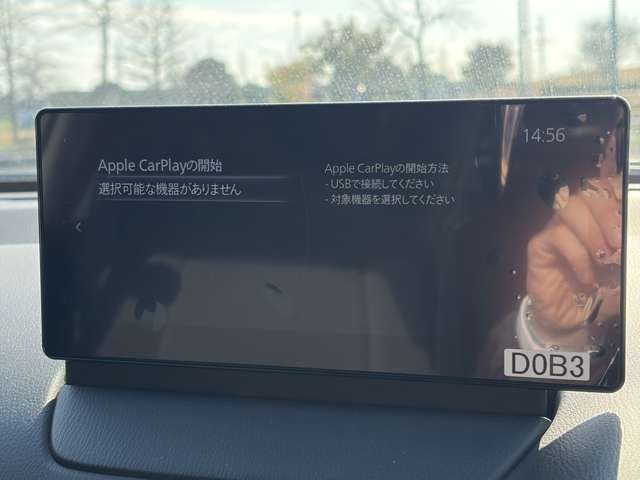 14:56
Apple CarPlayの開始
選択可能な機器がありません
Apple CarPlayの開始方法
- USBで接続してください
- 対象機器を選択してください
D0B3